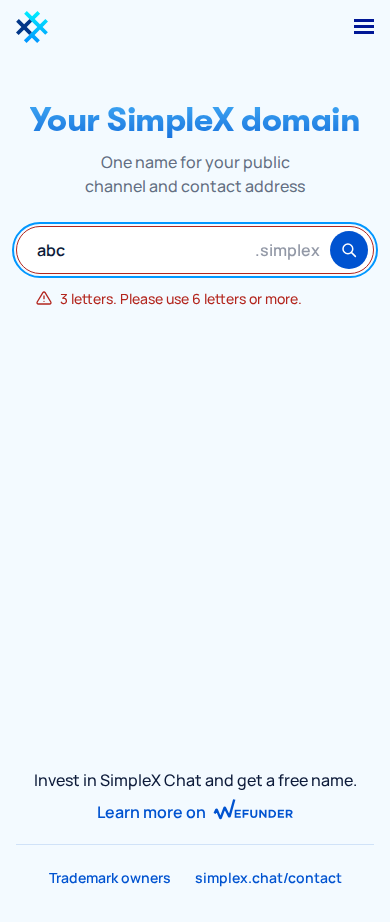 Your SimpleX domain
One name for your public
channel and contact address
abc .simplex
3 letters. Please use 6 letters or more.
Invest in SimpleX Chat and get a free name.
Learn more on WEFUNDER
Trademark owners simplex.chat/contact